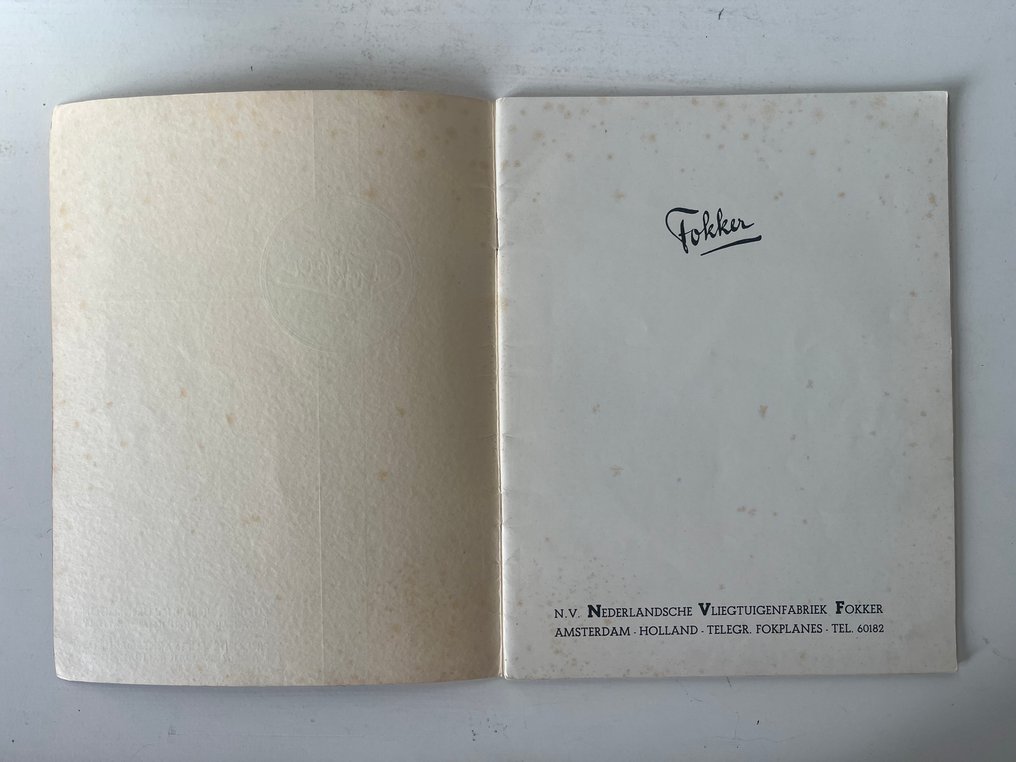 Fokker
N.V. NEDERLANDSCHE VLIEGTUIGENFABRIEK FOKKER
AMSTERDAM · HOLLAND · TELEGR. FOKPLANES · TEL. 60182